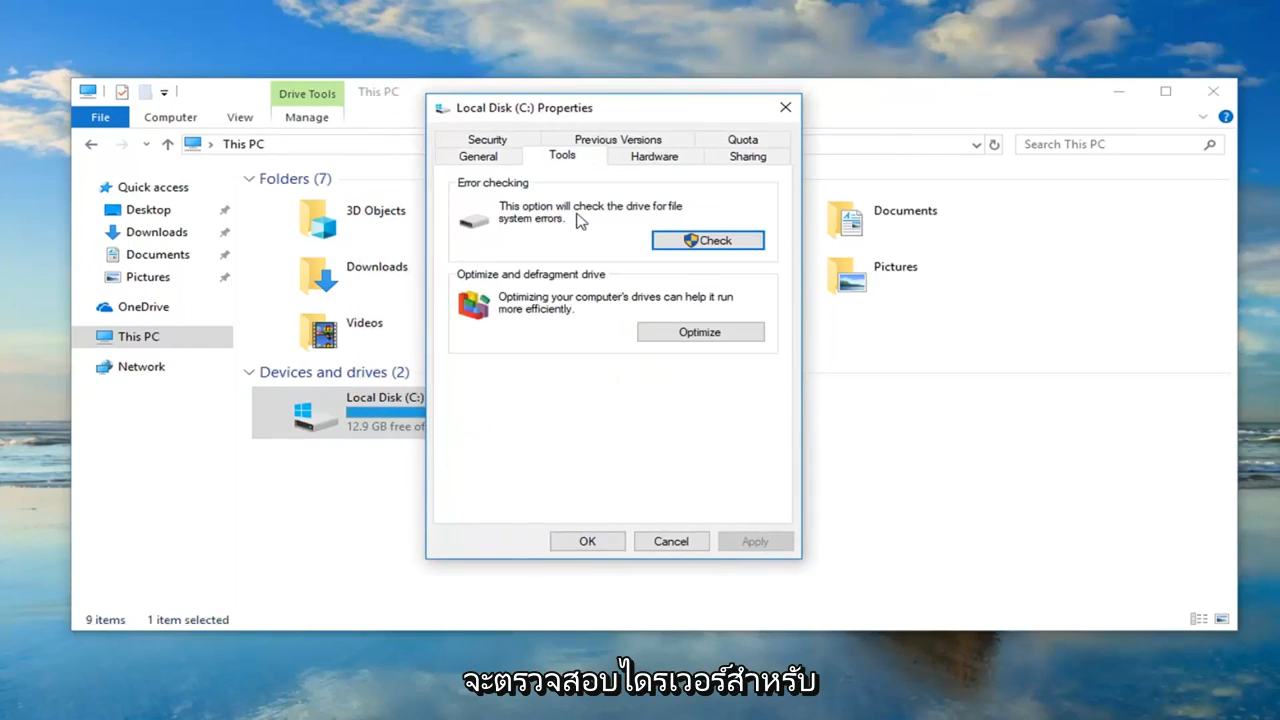 Drive Tools
This PC
File
Computer
View
Manage
This PC
Search This PC
Quick access
Desktop
Downloads
Documents
Pictures
OneDrive
This PC
Network
Folders (7)
3D Objects
Downloads
Videos
Documents
Pictures
Devices and drives (2)
Local Disk (C:)
12.9 GB free of
Local Disk (C:) Properties
Security
Previous Versions
Quota
General
Tools
Hardware
Sharing
Error checking
This option will check the drive for file
system errors.
Check
Optimize and defragment drive
Optimizing your computer's drives can help it run
more efficiently.
Optimize
OK
Cancel
Apply
9 items
1 item selected
จะตรวจสอบไดรเวอร์สำหรับ